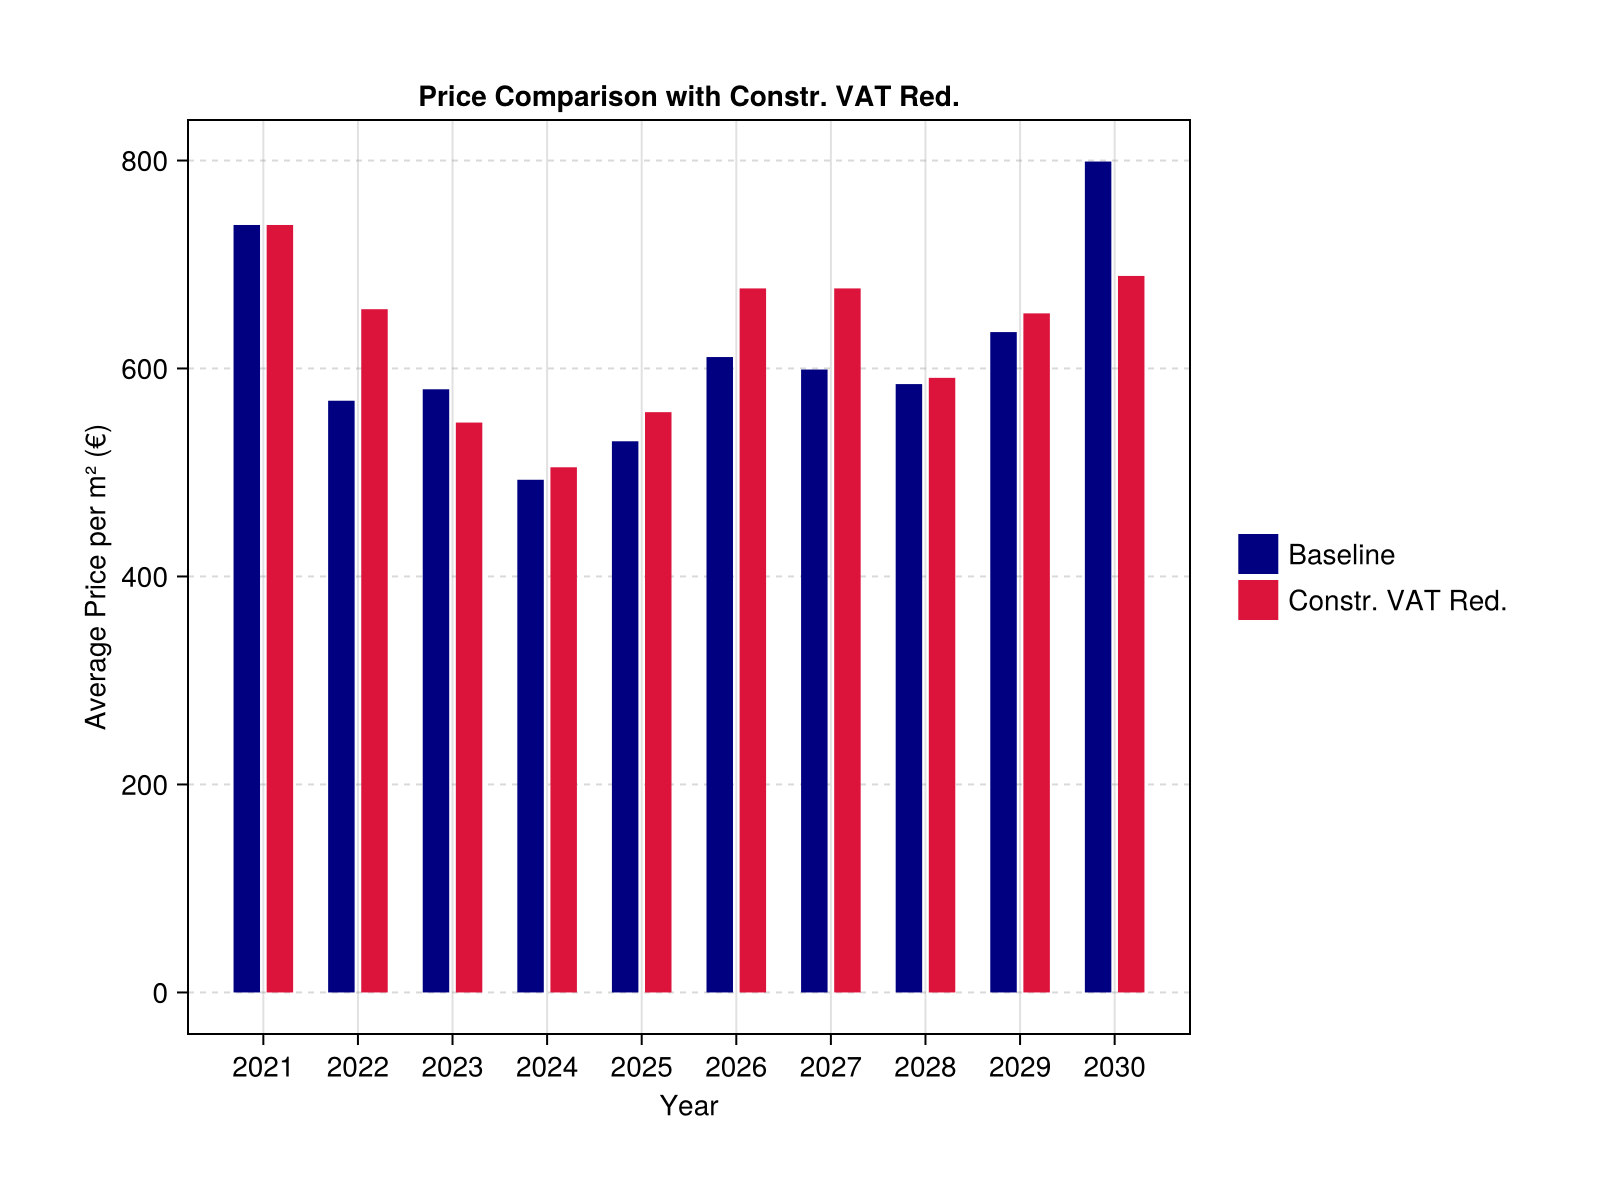 Price Comparison with Constr. VAT Red.
800
600
400
200
0
Average Price per m² (€)
2021 2022 2023 2024 2025 2026 2027 2028 2029 2030
Year
Baseline
Constr. VAT Red.